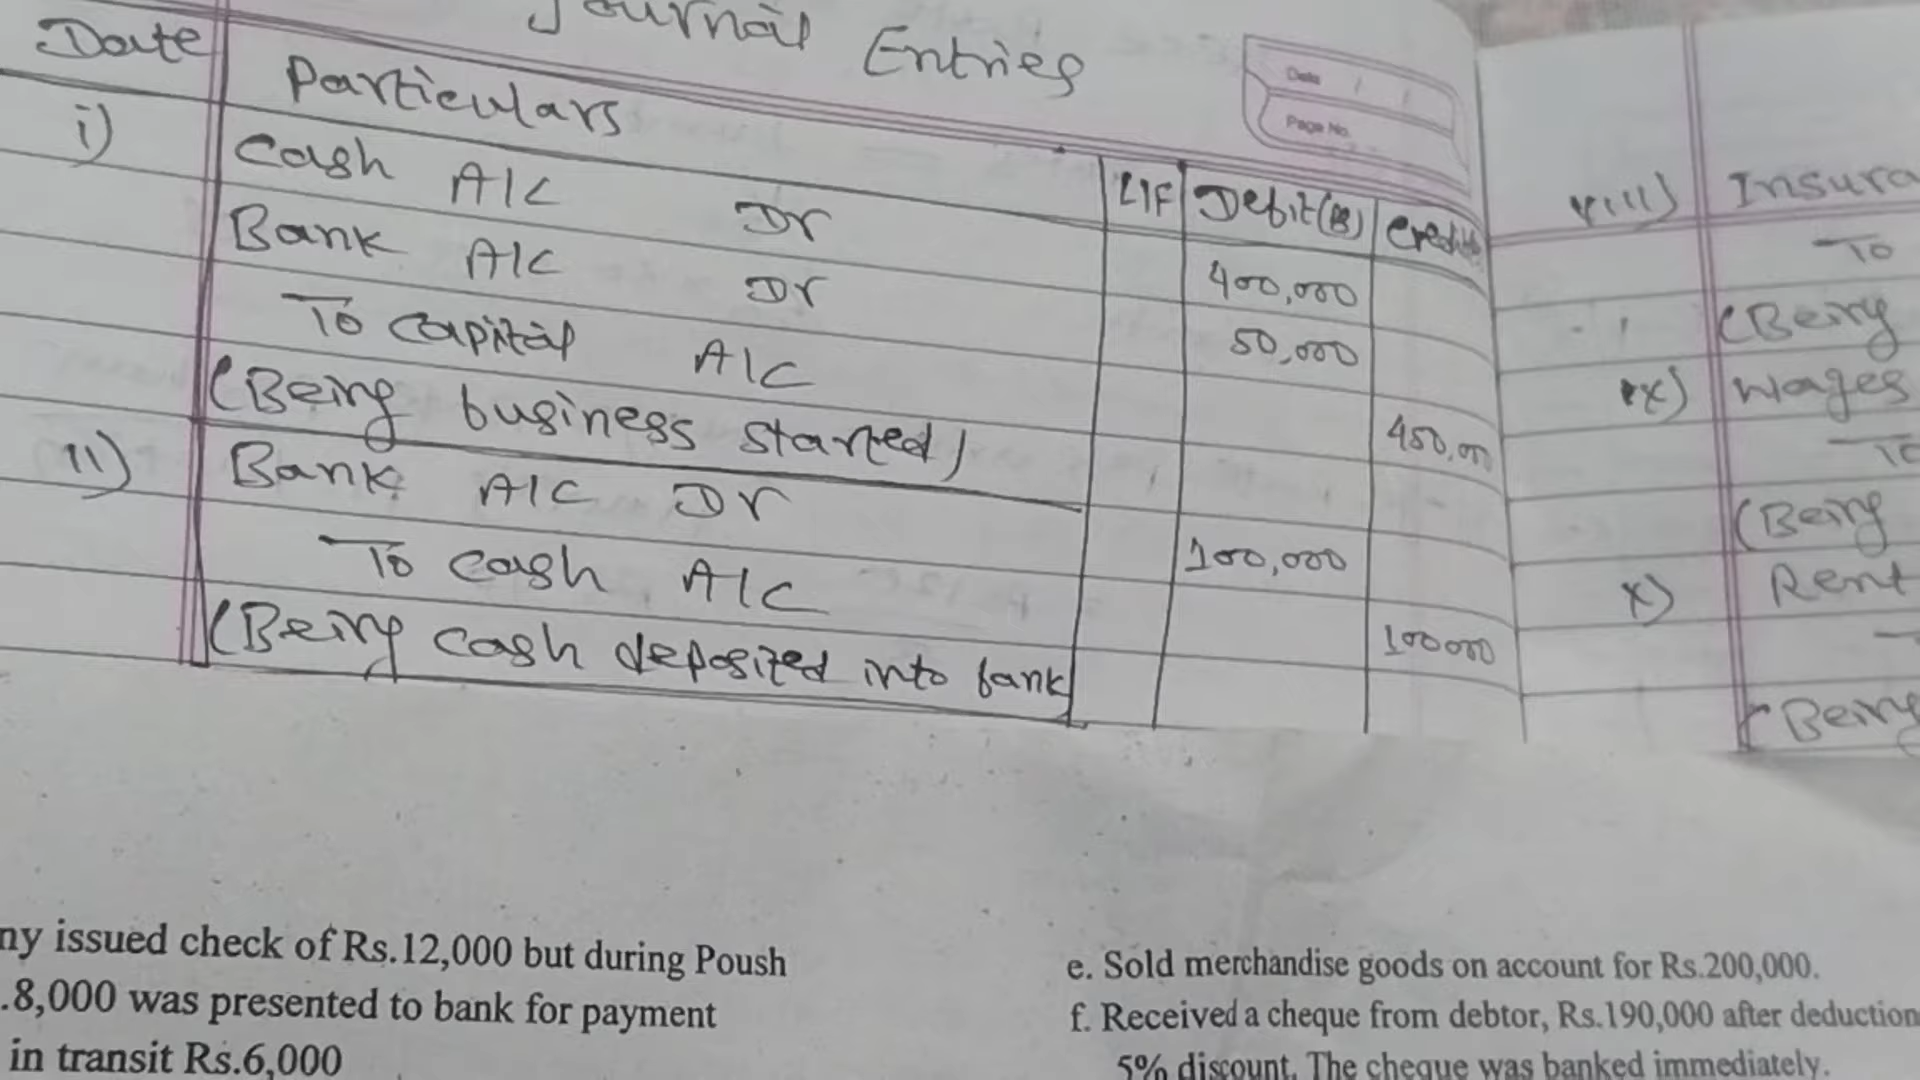 Journal Entries
Date
Particulars
L/F
Debit(Rs)
Credit
Date / /
Page No.
i)
Cash A/C Dr
400,000
Bank A/C Dr
50,000
To Capital A/C
450,00
(Being business started)
ii)
Bank A/C Dr
100,000
To cash A/C
100000
(Being cash deposited into bank
viii)
Insura
To
(Being
ix)
Wages
To
(Being
x)
Rent
(Being
ny issued check of Rs.12,000 but during Poush
.8,000 was presented to bank for payment
in transit Rs.6,000
e. Sold merchandise goods on account for Rs.200,000.
f. Received a cheque from debtor, Rs.190,000 after deduction
5% discount. The cheque was banked immediately.